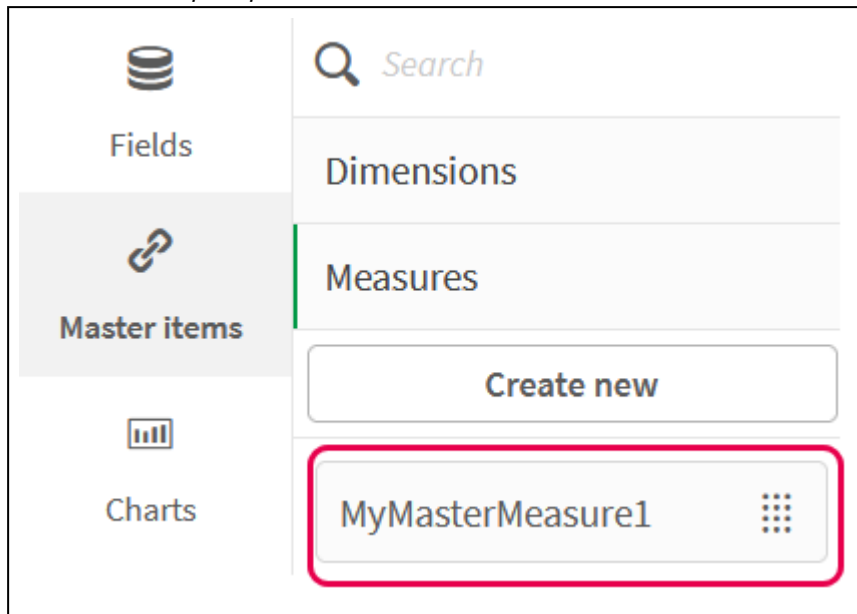 Fields
Master items
Charts
Search
Dimensions
Measures
Create new
MyMasterMeasure1